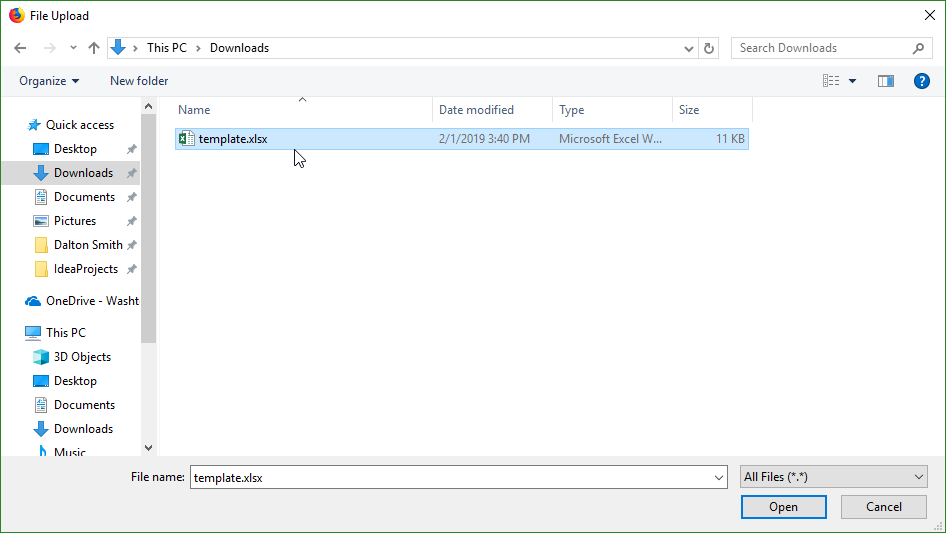 File Upload
This PC > Downloads
Search Downloads
Organize
New folder
Name
Date modified
Type
Size
template.xlsx
2/1/2019 3:40 PM
Microsoft Excel W...
11 KB
Quick access
Desktop
Downloads
Documents
Pictures
Dalton Smith
IdeaProjects
OneDrive - Washt
This PC
3D Objects
Desktop
Documents
Downloads
Music
File name:
template.xlsx
All Files (*.*)
Open
Cancel